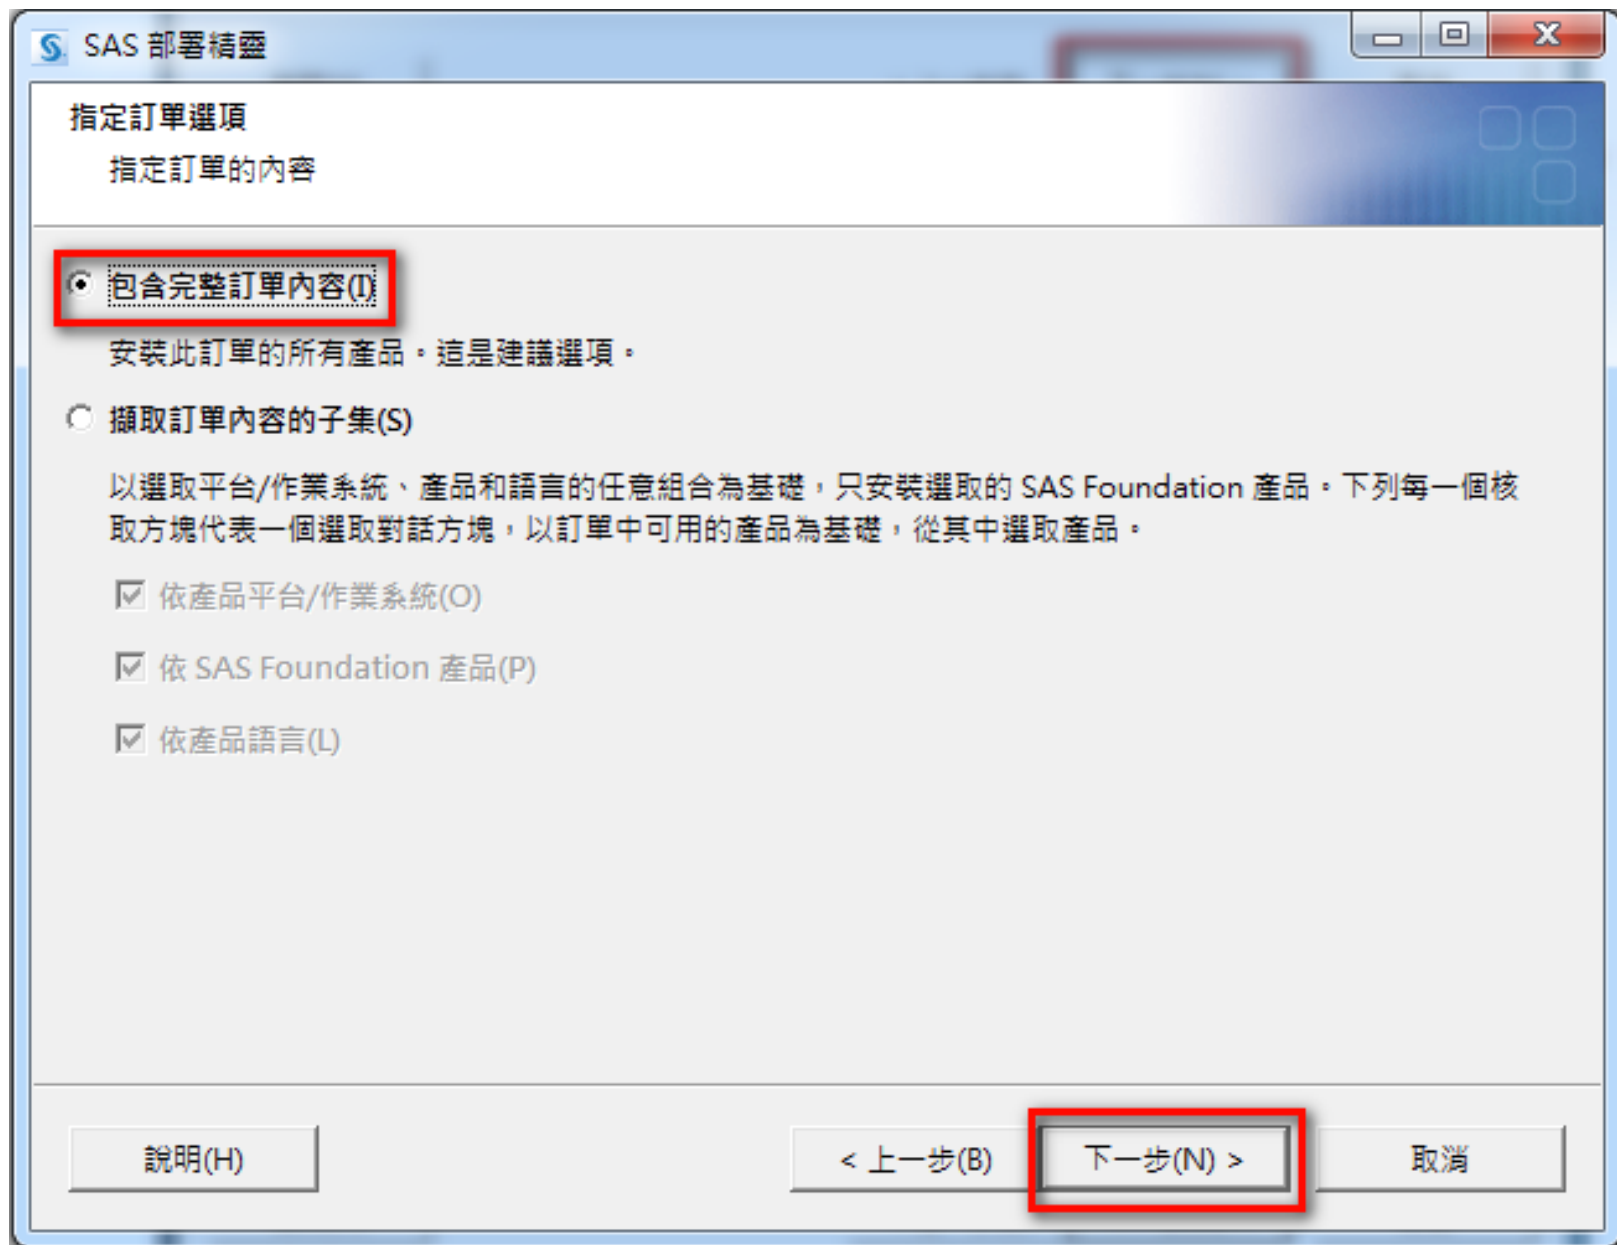 SAS 部署精靈
指定訂單選項
指定訂單的內容
包含完整訂單內容(I)
安裝此訂單的所有產品。這是建議選項。
擷取訂單內容的子集(S)
以選取平台/作業系統、產品和語言的任意組合為基礎，只安裝選取的 SAS Foundation 產品。下列每一個核
取方塊代表一個選取對話方塊，以訂單中可用的產品為基礎，從其中選取產品。
依產品平台/作業系統(O)
依 SAS Foundation 產品(P)
依產品語言(L)
說明(H)
< 上一步(B)
下一步(N) >
取消